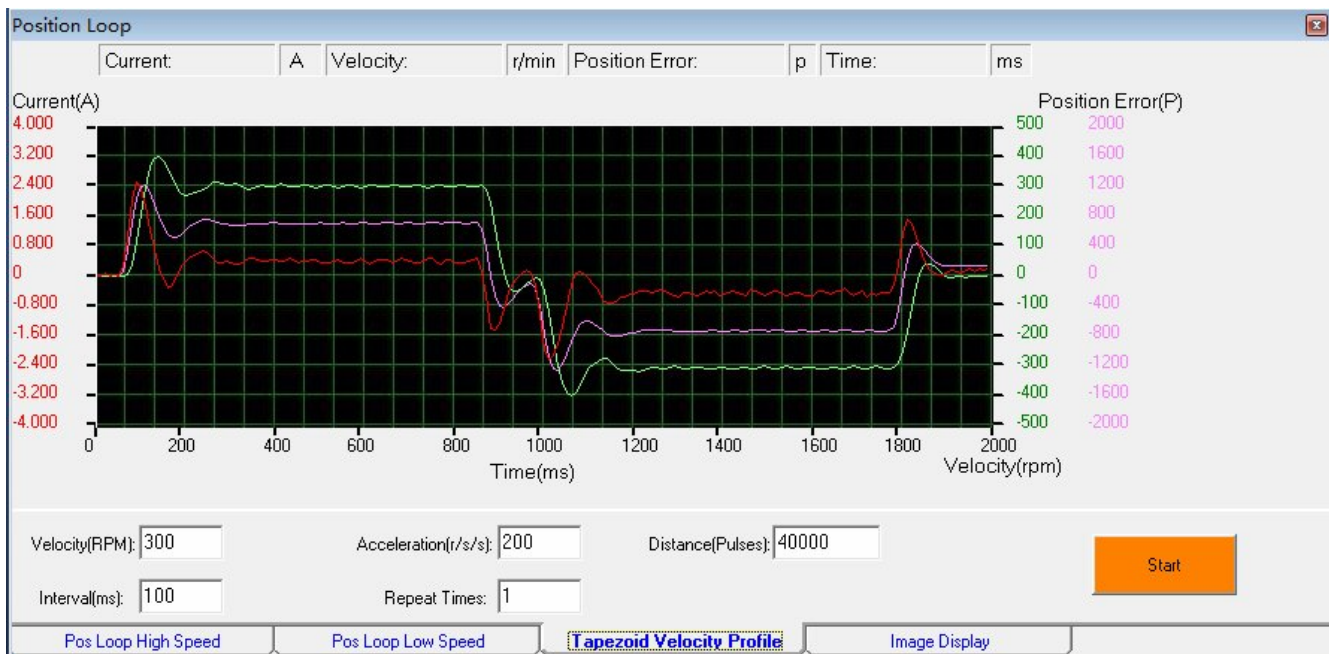 Position Loop
Current: A Velocity: r/min Position Error: p Time: ms
Current(A) Position Error(P)
4.000 500 2000
3.200 400 1600
2.400 300 1200
1.600 200 800
0.800 100 400
0 0 0
-0.800 -100 -400
-1.600 -200 -800
-2.400 -300 -1200
-3.200 -400 -1600
-4.000 -500 -2000
0 200 400 600 800 1000 1200 1400 1600 1800 2000
Time(ms) Velocity(rpm)
Velocity(RPM): 300 Acceleration(r/s/s): 200 Distance(Pulses): 40000
Start
Interval(ms): 100 Repeat Times: 1
Pos Loop High Speed Pos Loop Low Speed Tapezoid Velocity Profile Image Display